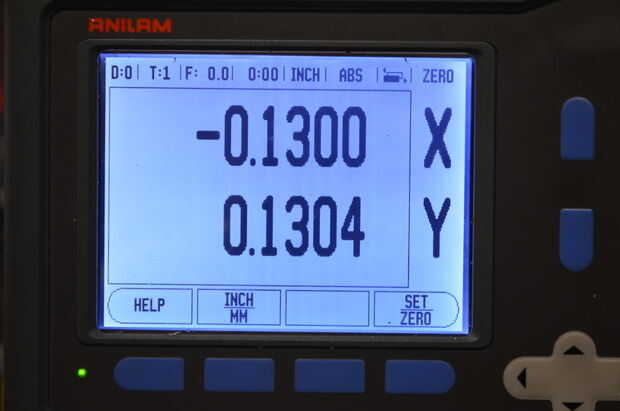 ANILAM
D:0 T:1 F: 0.0 0:00 INCH ABS ZERO
-0.1300 X
0.1304 Y
HELP INCH SET
MM ZERO